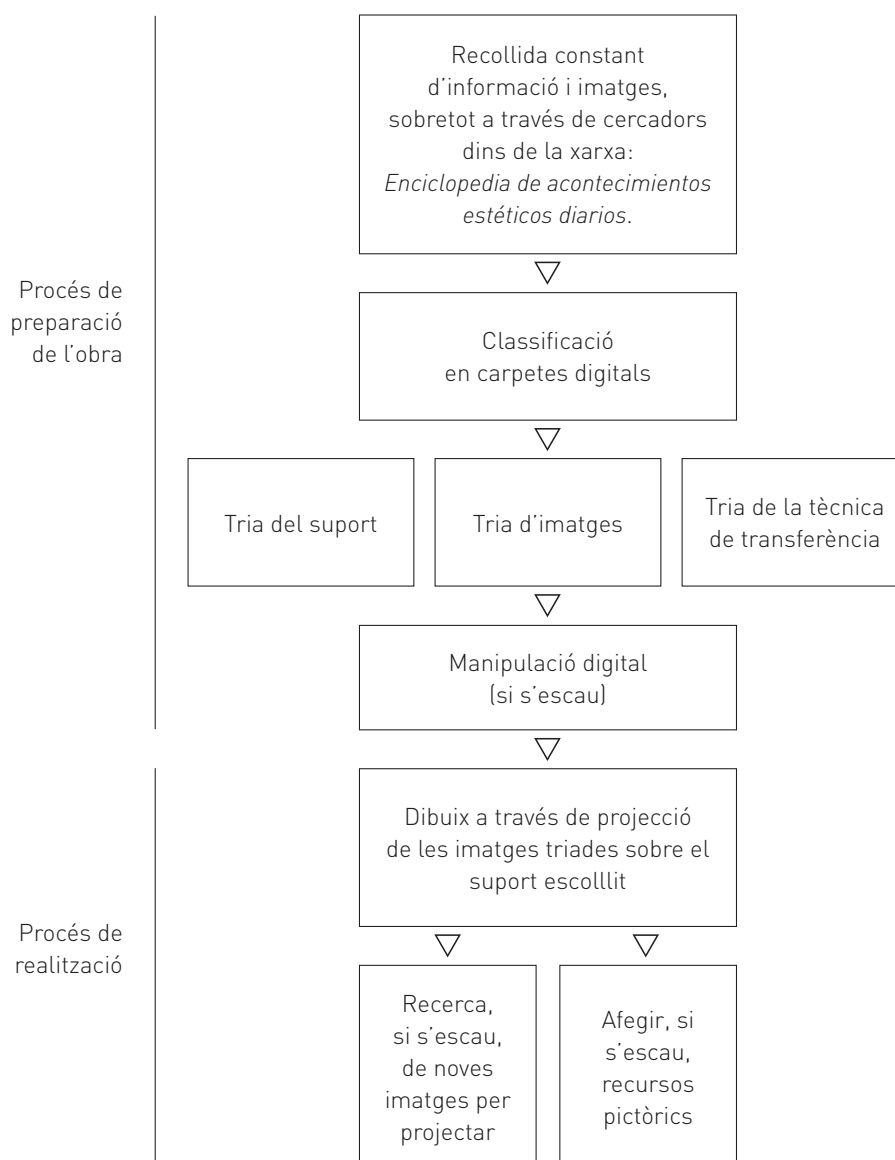 Recollida constant
d’informació i imatges,
sobretot a través de cercadors
dins de la xarxa:
Enciclopedia de acontecimientos
estéticos diarios.
Procés de
preparació
de l’obra
Classificació
en carpetes digitals
Tria del suport
Tria d’imatges
Tria de la tècnica
de transferència
Manipulació digital
(si s’escau)
Dibuix a través de projecció
de les imatges triades sobre el
suport escolllit
Procés de
realització
Recerca,
si s’escau,
de noves
imatges per
projectar
Afegir, si
s’escau,
recursos
pictòrics